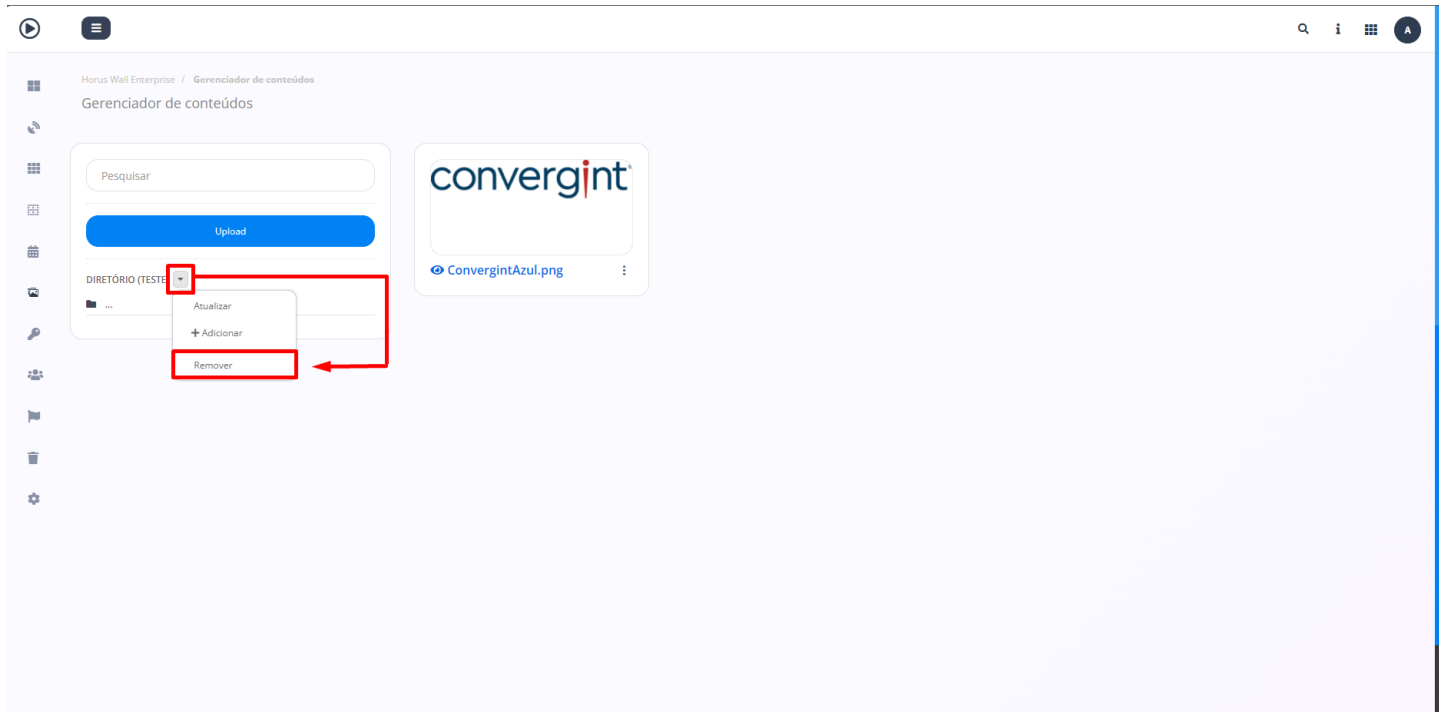 A
Horus Wall Enterprise / Gerenciador de conteúdos
Gerenciador de conteúdos
Pesquisar
Upload
DIRETÓRIO (TESTE
...
Atualizar
+ Adicionar
Remover
convergint
ConvergintAzul.png